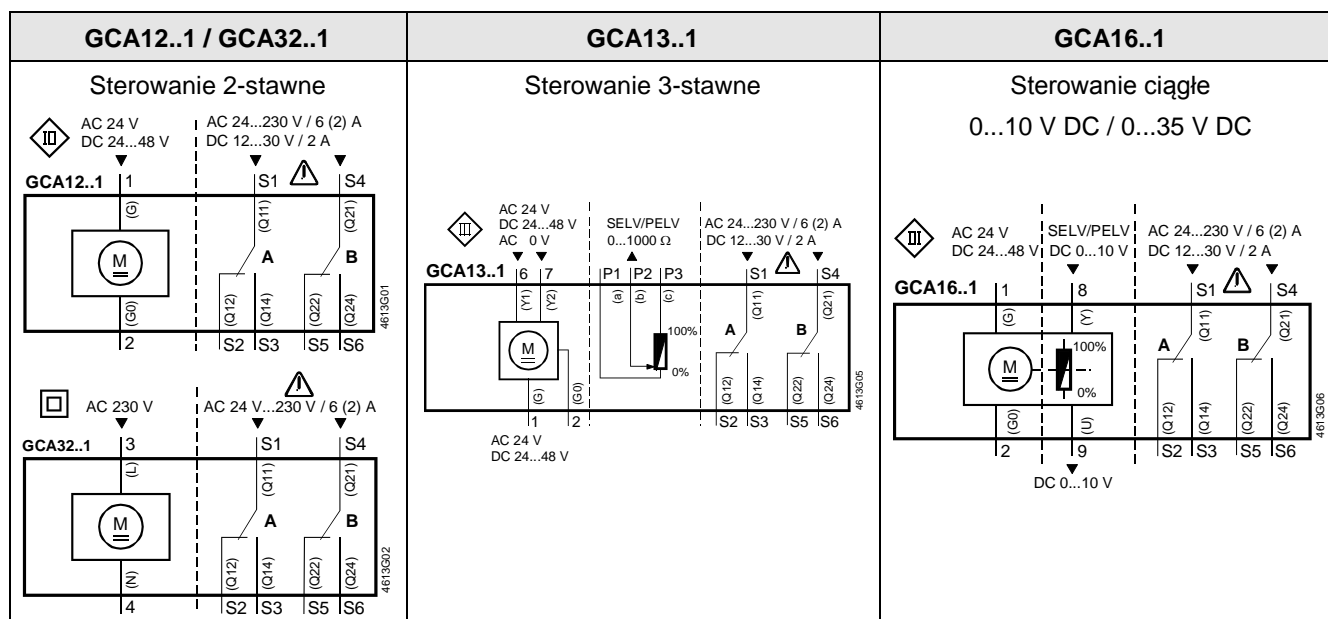 GCA12..1 / GCA32..1
Sterowanie 2-stawne
AC 24 V
DC 24...48 V
AC 24...230 V / 6 (2) A
DC 12...30 V / 2 A
GCA12..1
1
S1
S4
(G)
(Q11)
(Q21)
M
A
B
(G0)
(Q12)
(Q14)
(Q22)
(Q24)
2
S2
S3
S5
S6
4613G01
AC 230 V
AC 24 V...230 V / 6 (2) A
GCA32..1
3
S1
S4
(L)
(Q11)
(Q21)
M
A
B
(N)
(Q12)
(Q14)
(Q22)
(Q24)
4
S2
S3
S5
S6
4613G02
GCA13..1
Sterowanie 3-stawne
AC 24 V
DC 24...48 V
AC 0 V
SELV/PELV
0...1000 Ω
AC 24...230 V / 6 (2) A
DC 12...30 V / 2 A
GCA13..1
6
7
P1
P2
P3
S1
S4
(Y1)
(Y2)
(a)
(b)
(c)
(Q11)
(Q21)
M
100%
0%
A
B
(G)
(G0)
(Q12)
(Q14)
(Q22)
(Q24)
1
2
S2
S3
S5
S6
AC 24 V
DC 24...48 V
4613G05
GCA16..1
Sterowanie ciągłe
0...10 V DC / 0...35 V DC
AC 24 V
DC 24...48 V
SELV/PELV
DC 0...10 V
AC 24...230 V / 6 (2) A
DC 12...30 V / 2 A
GCA16..1
1
8
S1
S4
(G)
(Y)
(Q11)
(Q21)
M
100%
0%
A
B
(G0)
(U)
(Q12)
(Q14)
(Q22)
(Q24)
2
9
S2
S3
S5
S6
DC 0...10 V
4613G06